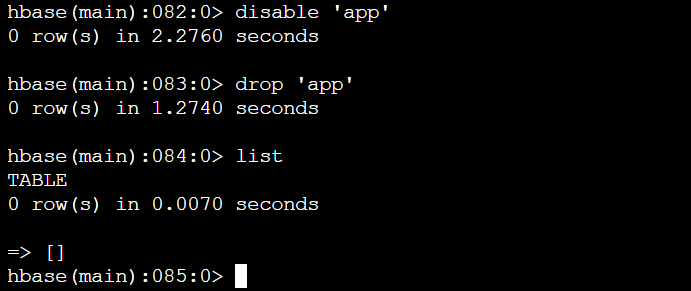 hbase(main):082:0> disable 'app'
0 row(s) in 2.2760 seconds
hbase(main):083:0> drop 'app'
0 row(s) in 1.2740 seconds
hbase(main):084:0> list
TABLE
0 row(s) in 0.0070 seconds
=> []
hbase(main):085:0>